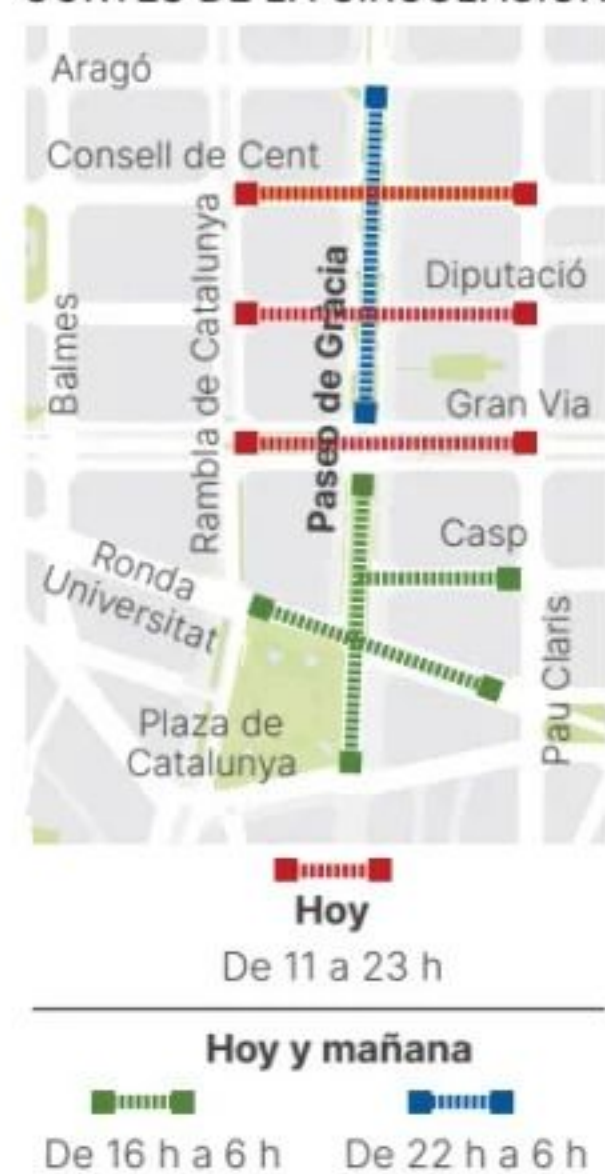 Aragó
Consell de Cent
Rambla de Catalunya
Paseo de Gràcia
Diputació
Balmes
Gran Via
Casp
Ronda
Universitat
Pau Claris
Plaza de
Catalunya
Hoy
De 11 a 23 h
Hoy y mañana
De 16 h a 6 h
De 22 h a 6 h